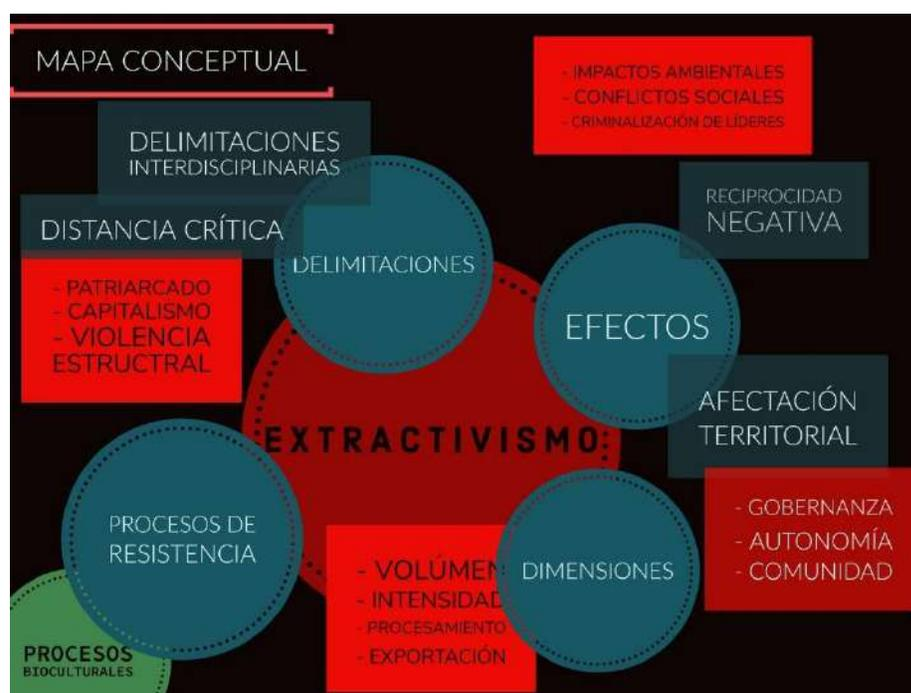 MAPA CONCEPTUAL
- IMPACTOS AMBIENTALES
- CONFLICTOS SOCIALES
- CRIMINALIZACIÓN DE LÍDERES
DELIMITACIONES
INTERDISCIPLINARIAS
RECIPROCIDAD
NEGATIVA
DISTANCIA CRÍTICA
DELIMITACIONES
- PATRIARCADO
- CAPITALISMO
- VIOLENCIA
ESTRUCTRAL
EFECTOS
AFECTACIÓN
TERRITORIAL
EXTRACTIVISMO
- GOBERNANZA
- AUTONOMÍA
- COMUNIDAD
PROCESOS DE
RESISTENCIA
- VOLÚMEN
- INTENSIDAD
- PROCESAMIENTO
- EXPORTACIÓN
DIMENSIONES
PROCESOS
BIOCULTURALES